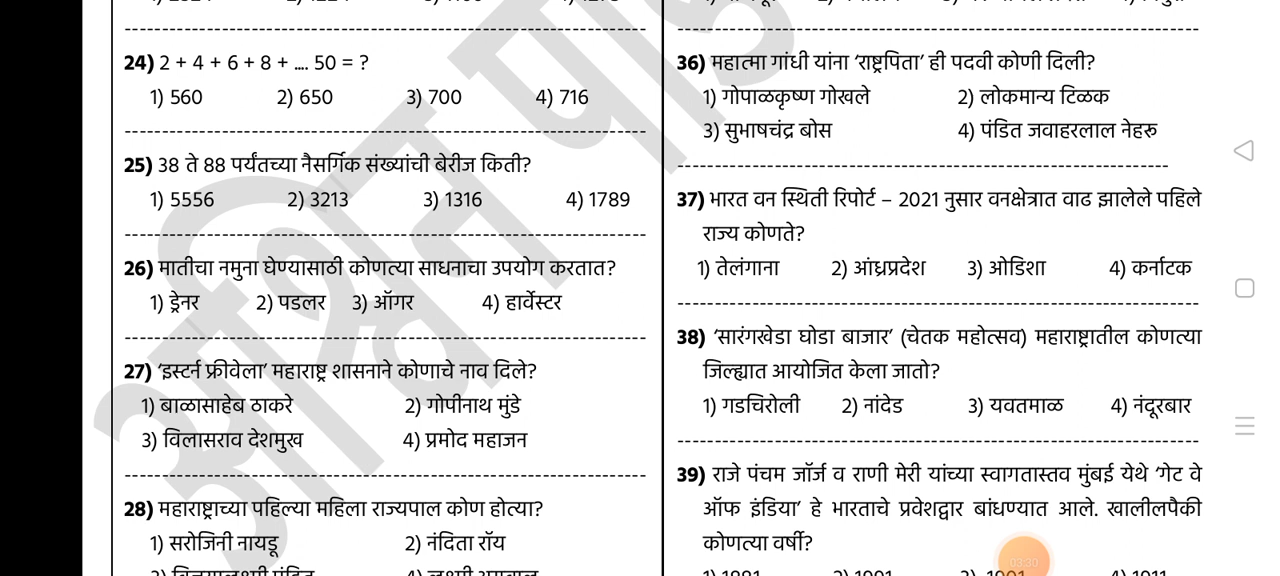 24) 2 + 4 + 6 + 8 + .... 50 = ?
1) 560 2) 650 3) 700 4) 716
25) 38 ते 88 पर्यंतच्या नैसर्गिक संख्यांची बेरीज किती?
1) 5556 2) 3213 3) 1316 4) 1789
26) मातीचा नमुना घेण्यासाठी कोणत्या साधनाचा उपयोग करतात?
1) ड्रेनर 2) पडलर 3) ऑगर 4) हार्वेस्टर
27) ‘इस्टर्न फ्रीवेला’ महाराष्ट्र शासनाने कोणाचे नाव दिले?
1) बाळासाहेब ठाकरे 2) गोपीनाथ मुंडे
3) विलासराव देशमुख 4) प्रमोद महाजन
28) महाराष्ट्राच्या पहिल्या महिला राज्यपाल कोण होत्या?
1) सरोजिनी नायडू 2) नंदिता रॉय
36) महात्मा गांधी यांना ‘राष्ट्रपिता’ ही पदवी कोणी दिली?
1) गोपाळकृष्ण गोखले 2) लोकमान्य टिळक
3) सुभाषचंद्र बोस 4) पंडित जवाहरलाल नेहरू
37) भारत वन स्थिती रिपोर्ट – 2021 नुसार वनक्षेत्रात वाढ झालेले पहिले
राज्य कोणते?
1) तेलंगाना 2) आंध्रप्रदेश 3) ओडिशा 4) कर्नाटक
38) ‘सारंगखेडा घोडा बाजार’ (चेतक महोत्सव) महाराष्ट्रातील कोणत्या
जिल्ह्यात आयोजित केला जातो?
1) गडचिरोली 2) नांदेड 3) यवतमाळ 4) नंदूरबार
39) राजे पंचम जॉर्ज व राणी मेरी यांच्या स्वागतास्तव मुंबई येथे ‘गेट वे
ऑफ इंडिया’ हे भारताचे प्रवेशद्वार बांधण्यात आले. खालीलपैकी
कोणत्या वर्षी?
03:30